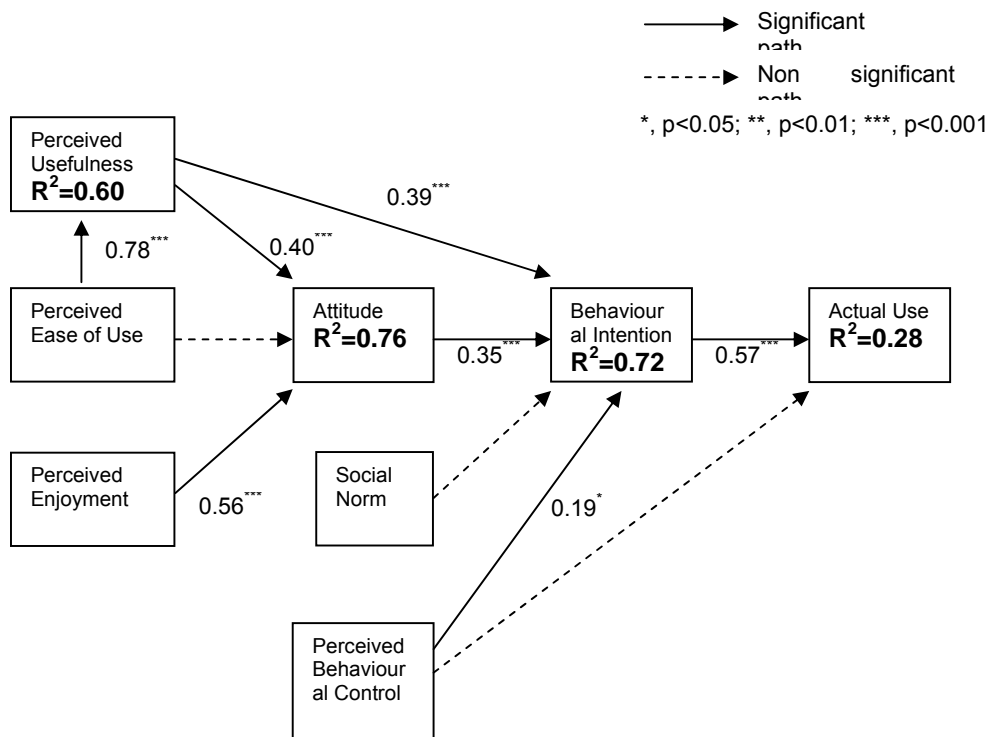 Significant
path
Non significant
path
*, p<0.05; **, p<0.01; ***, p<0.001
Perceived
Usefulness
R²=0.60
0.39***
0.78***
0.40***
Perceived
Ease of Use
Attitude
R²=0.76
0.35***
Behaviour
al Intention
R²=0.72
0.57***
Actual Use
R²=0.28
Perceived
Enjoyment
0.56***
Social
Norm
0.19*
Perceived
Behaviour
al Control